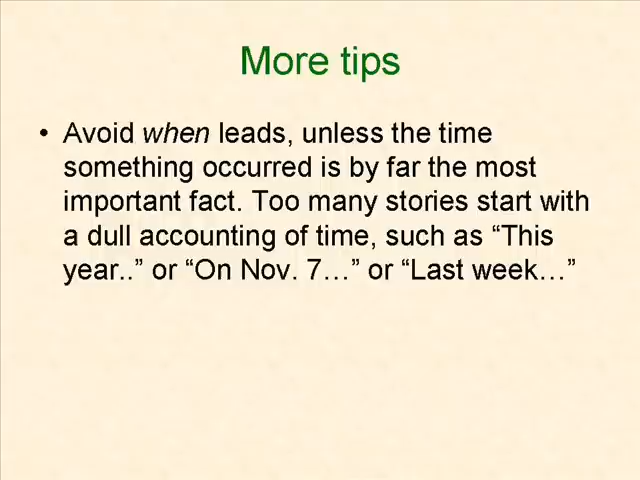 More tips
• Avoid when leads, unless the time
something occurred is by far the most
important fact. Too many stories start with
a dull accounting of time, such as “This
year..” or “On Nov. 7…” or “Last week…”